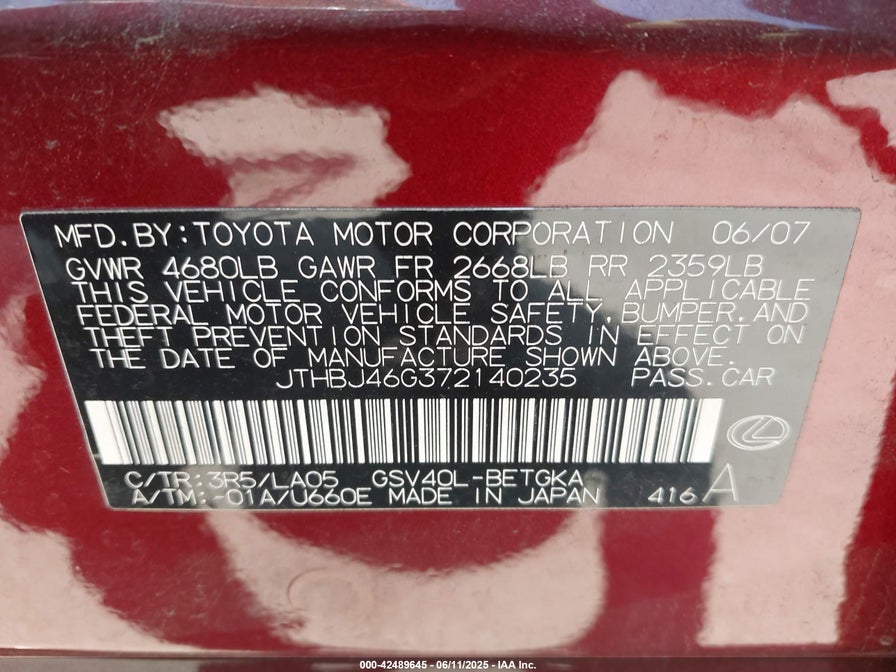 MFD.BY:TOYOTA MOTOR CORPORATION 06/07
GVWR 4680LB GAWR FR 2668LB RR 2359LB
THIS VEHICLE CONFORMS TO ALL APPLICABLE
FEDERAL MOTOR VEHICLE SAFETY,BUMPER,AND
THEFT PREVENTION STANDARDS IN EFFECT ON
THE DATE OF MANUFACTURE SHOWN ABOVE.
JTHBJ46G372140235 PASS.CAR
C/TR:3R5/LA05 GSV40L-BETGKA
A/TM:-01A/U660E MADE IN JAPAN 416 A
000-42489645 - 06/11/2025 - IAA Inc.